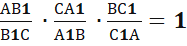 AB1/B1C · CA1/A1B · BC1/C1A = 1